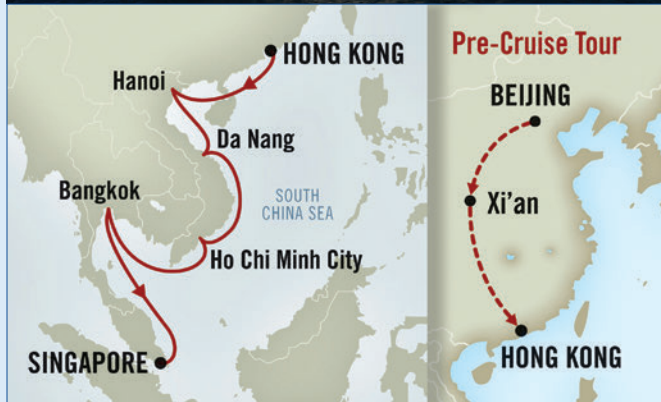 HONG KONG
Hanoi
Da Nang
Bangkok
SOUTH
CHINA SEA
Ho Chi Minh City
SINGAPORE
Pre-Cruise Tour
BEIJING
Xi'an
HONG KONG